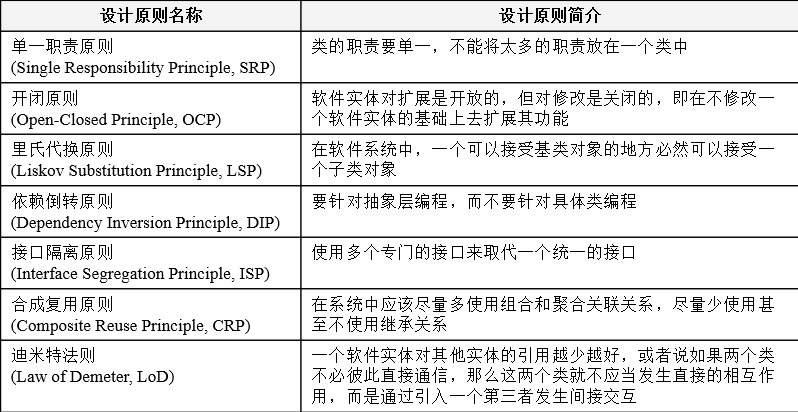 设计原则名称
设计原则简介
单一职责原则
(Single Responsibility Principle, SRP)
类的职责要单一，不能将太多的职责放在一个类中
开闭原则
(Open-Closed Principle, OCP)
软件实体对扩展是开放的，但对修改是关闭的，即在不修改一
个软件实体的基础上去扩展其功能
里氏代换原则
(Liskov Substitution Principle, LSP)
在软件系统中，一个可以接受基类对象的地方必然可以接受一
个子类对象
依赖倒转原则
(Dependency Inversion Principle, DIP)
要针对抽象层编程，而不要针对具体类编程
接口隔离原则
(Interface Segregation Principle, ISP)
使用多个专门的接口来取代一个统一的接口
合成复用原则
(Composite Reuse Principle, CRP)
在系统中应该尽量多使用组合和聚合关联关系，尽量少使用甚
至不使用继承关系
迪米特法则
(Law of Demeter, LoD)
一个软件实体对其他实体的引用越少越好，或者说如果两个类
不必彼此直接通信，那么这两个类就不应当发生直接的相互作
用，而是通过引入一个第三者发生间接交互